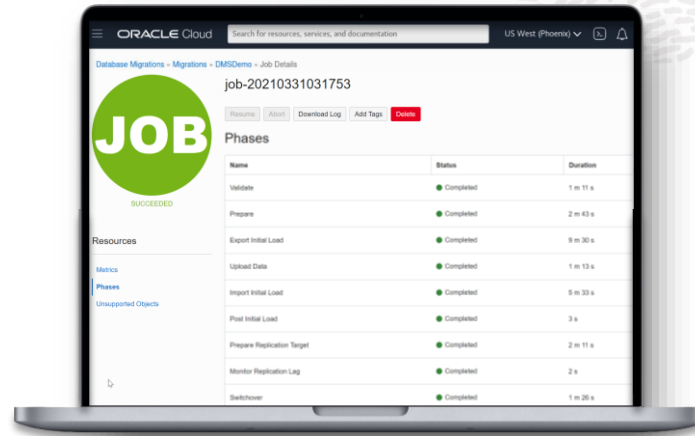 ORACLE Cloud
Search for resources, services, and documentation
US West (Phoenix)
Database Migrations » Migrations » DMSDemo » Job Details
job-20210331031753
JOB
SUCCEEDED
Resume Abort Download Log Add Tags Delete
Phases
Name Status Duration
Validate Completed 1 m 11 s
Prepare Completed 2 m 43 s
Export Initial Load Completed 9 m 30 s
Upload Data Completed 1 m 13 s
Import Initial Load Completed 5 m 33 s
Post Initial Load Completed 3 s
Prepare Replication Target Completed 2 m 11 s
Monitor Replication Lag Completed 2 s
Switchover Completed 1 m 26 s
Resources
Metrics
Phases
Unsupported Objects